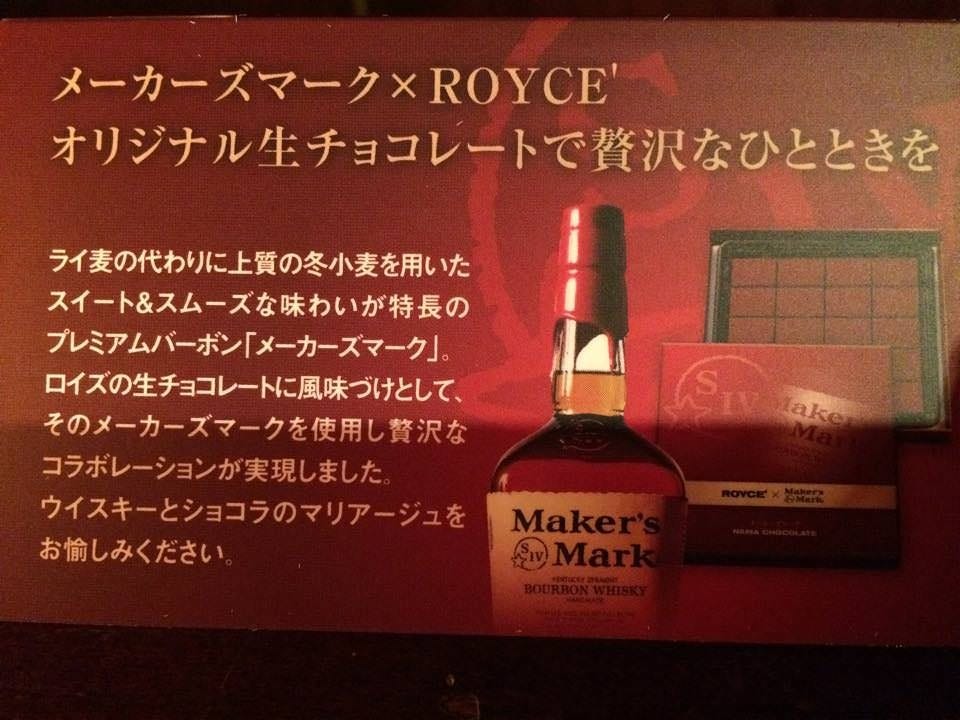 メーカーズマーク×ROYCE'
オリジナル生チョコレートで贅沢なひとときを
ライ麦の代わりに上質の冬小麦を用いた
スイート&スムーズな味わいが特長の
プレミアムバーボン「メーカーズマーク」。
ロイズの生チョコレートに風味づけとして、
そのメーカーズマークを使用し贅沢な
コラボレーションが実現しました。
ウイスキーとショコラのマリアージュを
お愉しみください。
Maker's
SIV Mark
KENTUCKY STRAIGHT
BOURBON WHISKY
HANDMADE
S IV
Maker's
Mark
ROYCE' × Maker's Mark
NAMA CHOCOLATE